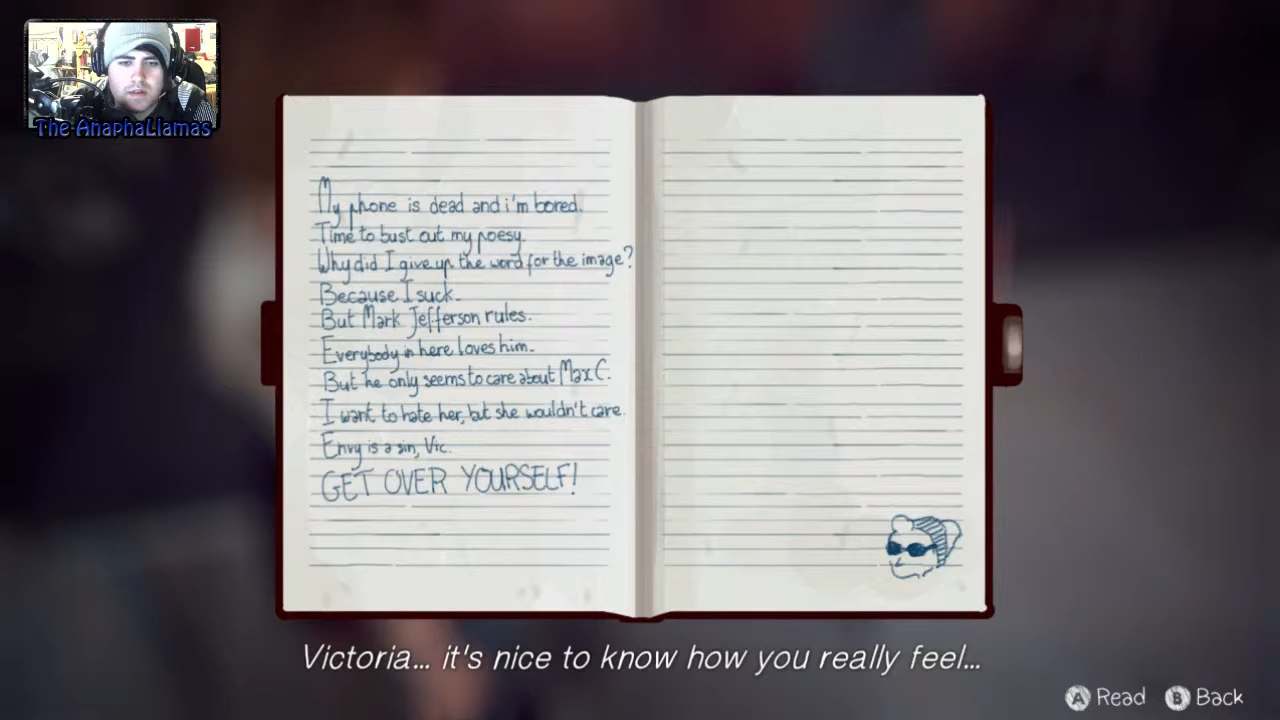 The AnaphaLlamas
My phone is dead and i'm bored.
Time to bust out my poesy.
Why did I give up the word for the image?
Because I suck.
But Mark Jefferson rules.
Everybody in here loves him.
But he only seems to care about Max C.
I want to hate her, but she wouldn't care.
Envy is a sin, Vic.
GET OVER YOURSELF!
Victoria... it's nice to know how you really feel...
A Read B Back